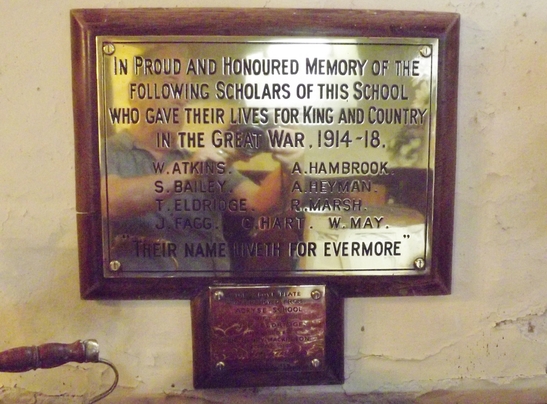 IN PROUD AND HONOURED MEMORY OF THE
FOLLOWING SCHOLARS OF THIS SCHOOL
WHO GAVE THEIR LIVES FOR KING AND COUNTRY
IN THE GREAT WAR. 1914-18.
W. ATKINS. A. HAMBROOK.
S. BAILEY. A. HEYMAN.
T. ELDRIDGE. R. MARSH.
J. FAGG. C. HART. W. MAY.
"THEIR NAME LIVETH FOR EVERMORE"
SCHOOL